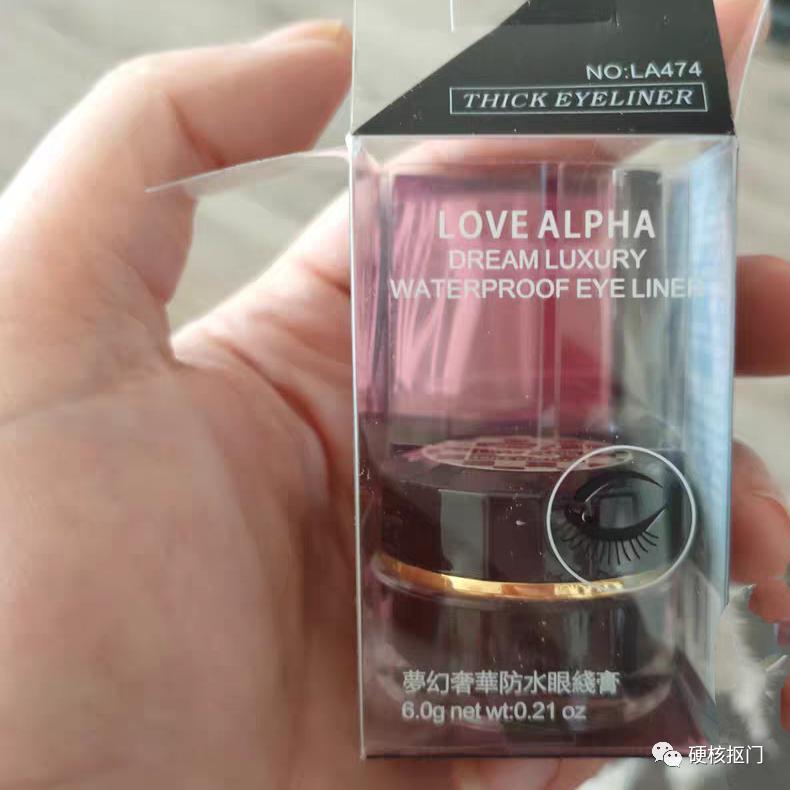 NO:LA474
THICK EYELINER
LOVE ALPHA
DREAM LUXURY
WATERPROOF EYE LINER
夢幻奢華防水眼綫膏
6.0g net wt:0.21 oz
硬核抠门